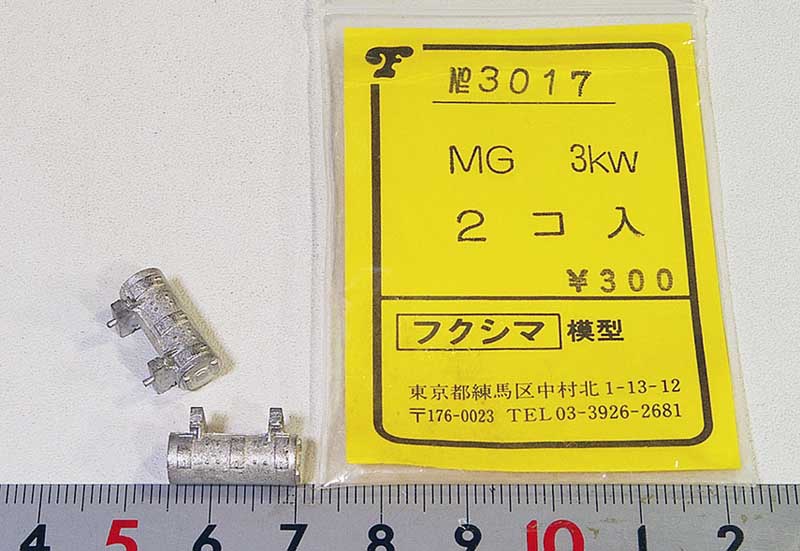 F
№3017
MG 3kw
2コ入
¥300
フクシマ 模型
東京都練馬区中村北1-13-12
〒176-0023 TEL 03-3926-2681
4 5 6 7 8 9 10 1 2